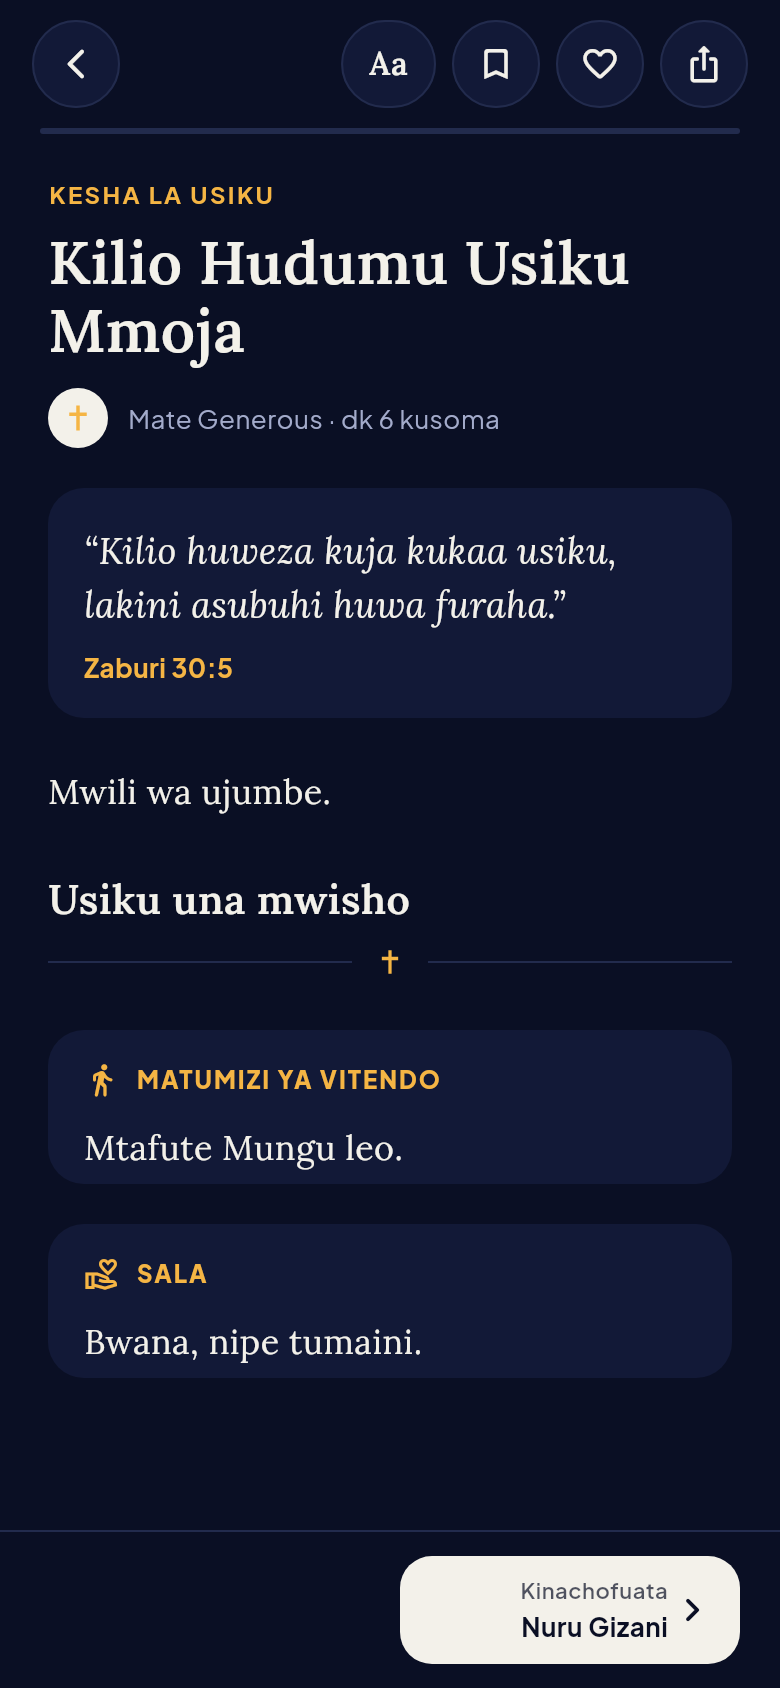 Aa
KESHA LA USIKU
Kilio Hudumu Usiku
Mmoja
Mate Generous · dk 6 kusoma
“Kilio huweza kuja kukaa usiku,
lakini asubuhi huwa furaha.”
Zaburi 30:5
Mwili wa ujumbe.
Usiku una mwisho
MATUMIZI YA VITENDO
Mtafute Mungu leo.
SALA
Bwana, nipe tumaini.
Kinachofuata
Nuru Gizani